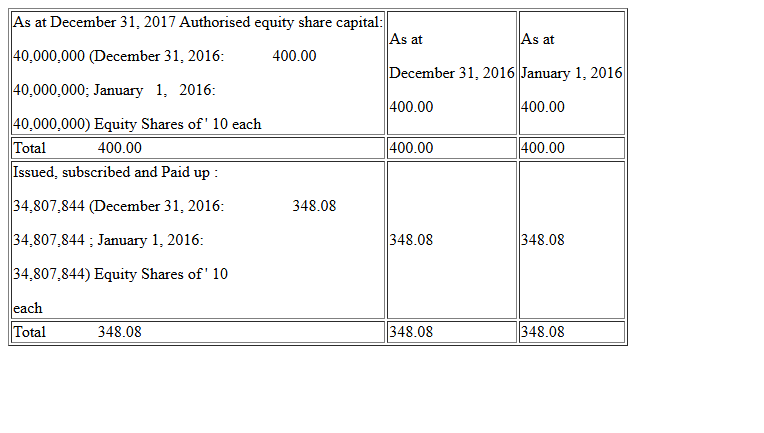 As at December 31, 2017 Authorised equity share capital:
40,000,000 (December 31, 2016: 400.00
40,000,000; January 1, 2016:
40,000,000) Equity Shares of ' 10 each
As at
December 31, 2016
400.00
As at
January 1, 2016
400.00
Total 400.00
400.00
400.00
Issued, subscribed and Paid up :
34,807,844 (December 31, 2016: 348.08
34,807,844 ; January 1, 2016:
34,807,844) Equity Shares of ' 10
each
348.08
348.08
Total 348.08
348.08
348.08